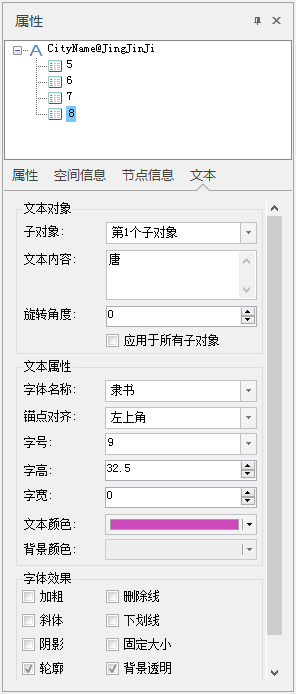 属性
CityName@JingJinJi
5
6
7
8
属性 空间信息 节点信息 文本
文本对象
子对象: 第1个子对象
文本内容: 唐
旋转角度: 0
应用于所有子对象
文本属性
字体名称: 隶书
锚点对齐: 左上角
字号: 9
字高: 32.5
字宽: 0
文本颜色:
背景颜色:
字体效果
加粗 删除线
斜体 下划线
阴影 固定大小
轮廓 背景透明